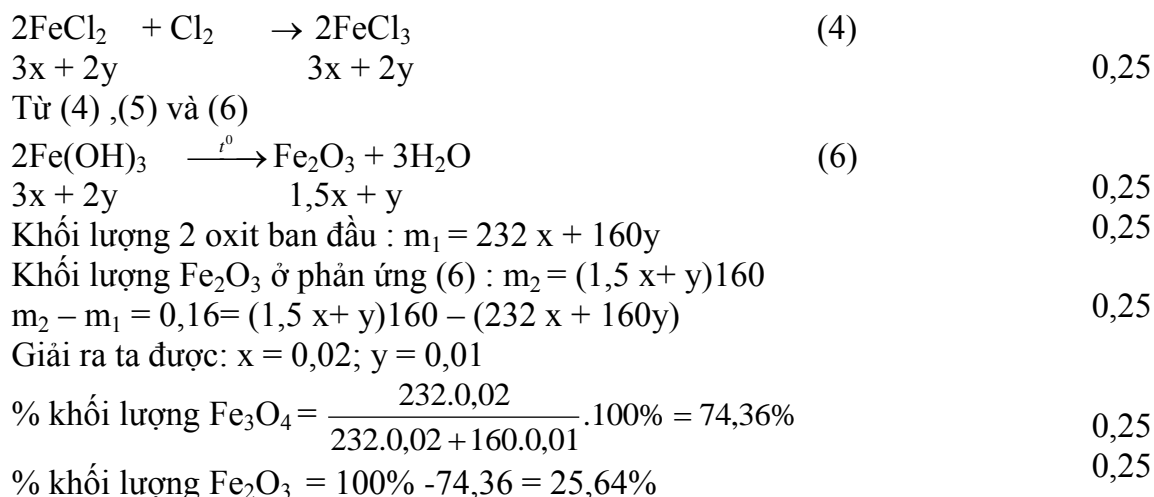 2FeCl₂ + Cl₂ → 2FeCl₃ (4)
3x + 2y 3x + 2y 0,25
Từ (4) ,(5) và (6)
2Fe(OH)₃ —t⁰→ Fe₂O₃ + 3H₂O (6)
3x + 2y 1,5x + y 0,25
Khối lượng 2 oxit ban đầu : m₁ = 232 x + 160y 0,25
Khối lượng Fe₂O₃ ở phản ứng (6) : m₂ = (1,5 x+ y)160
m₂ – m₁ = 0,16= (1,5 x+ y)160 – (232 x + 160y) 0,25
Giải ra ta được: x = 0,02; y = 0,01
% khối lượng Fe₃O₄ = 232.0,02 / (232.0,02 + 160.0,01) .100% = 74,36% 0,25
% khối lượng Fe₂O₃ = 100% -74,36 = 25,64% 0,25